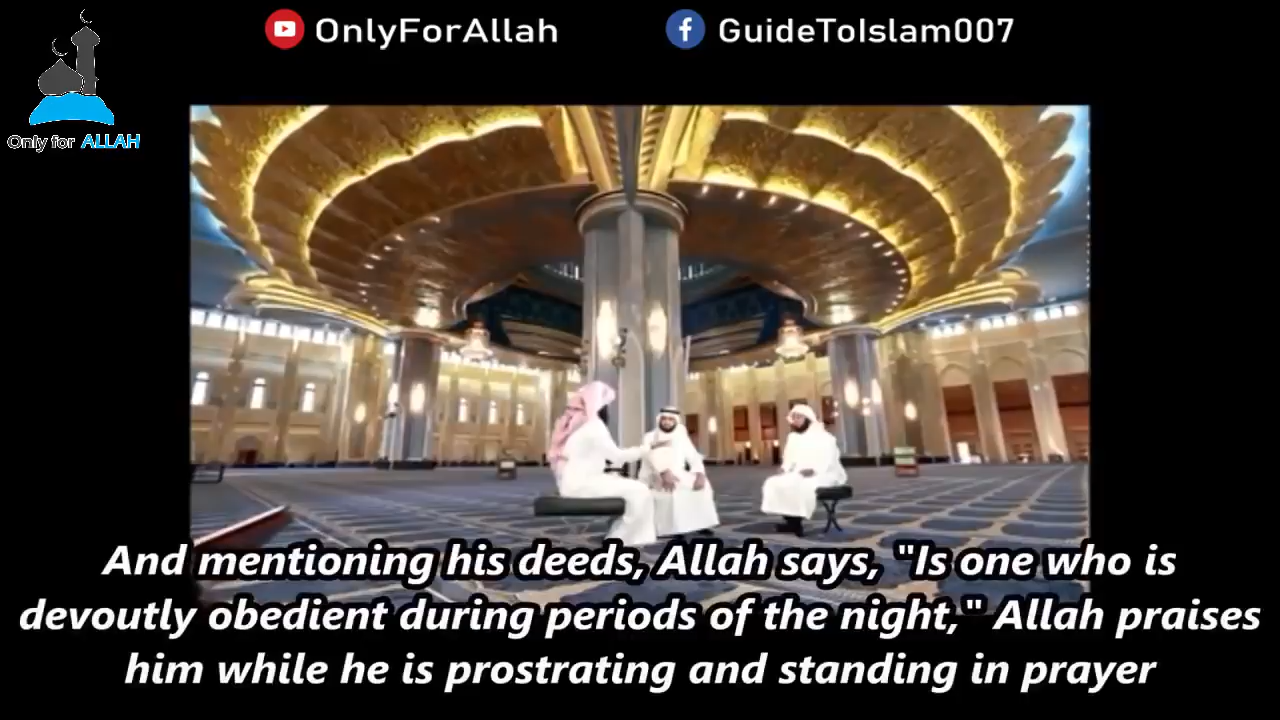 OnlyForAllah
GuideToIslam007
Only for ALLAH
And mentioning his deeds, Allah says, "Is one who is
devoutly obedient during periods of the night," Allah praises
him while he is prostrating and standing in prayer